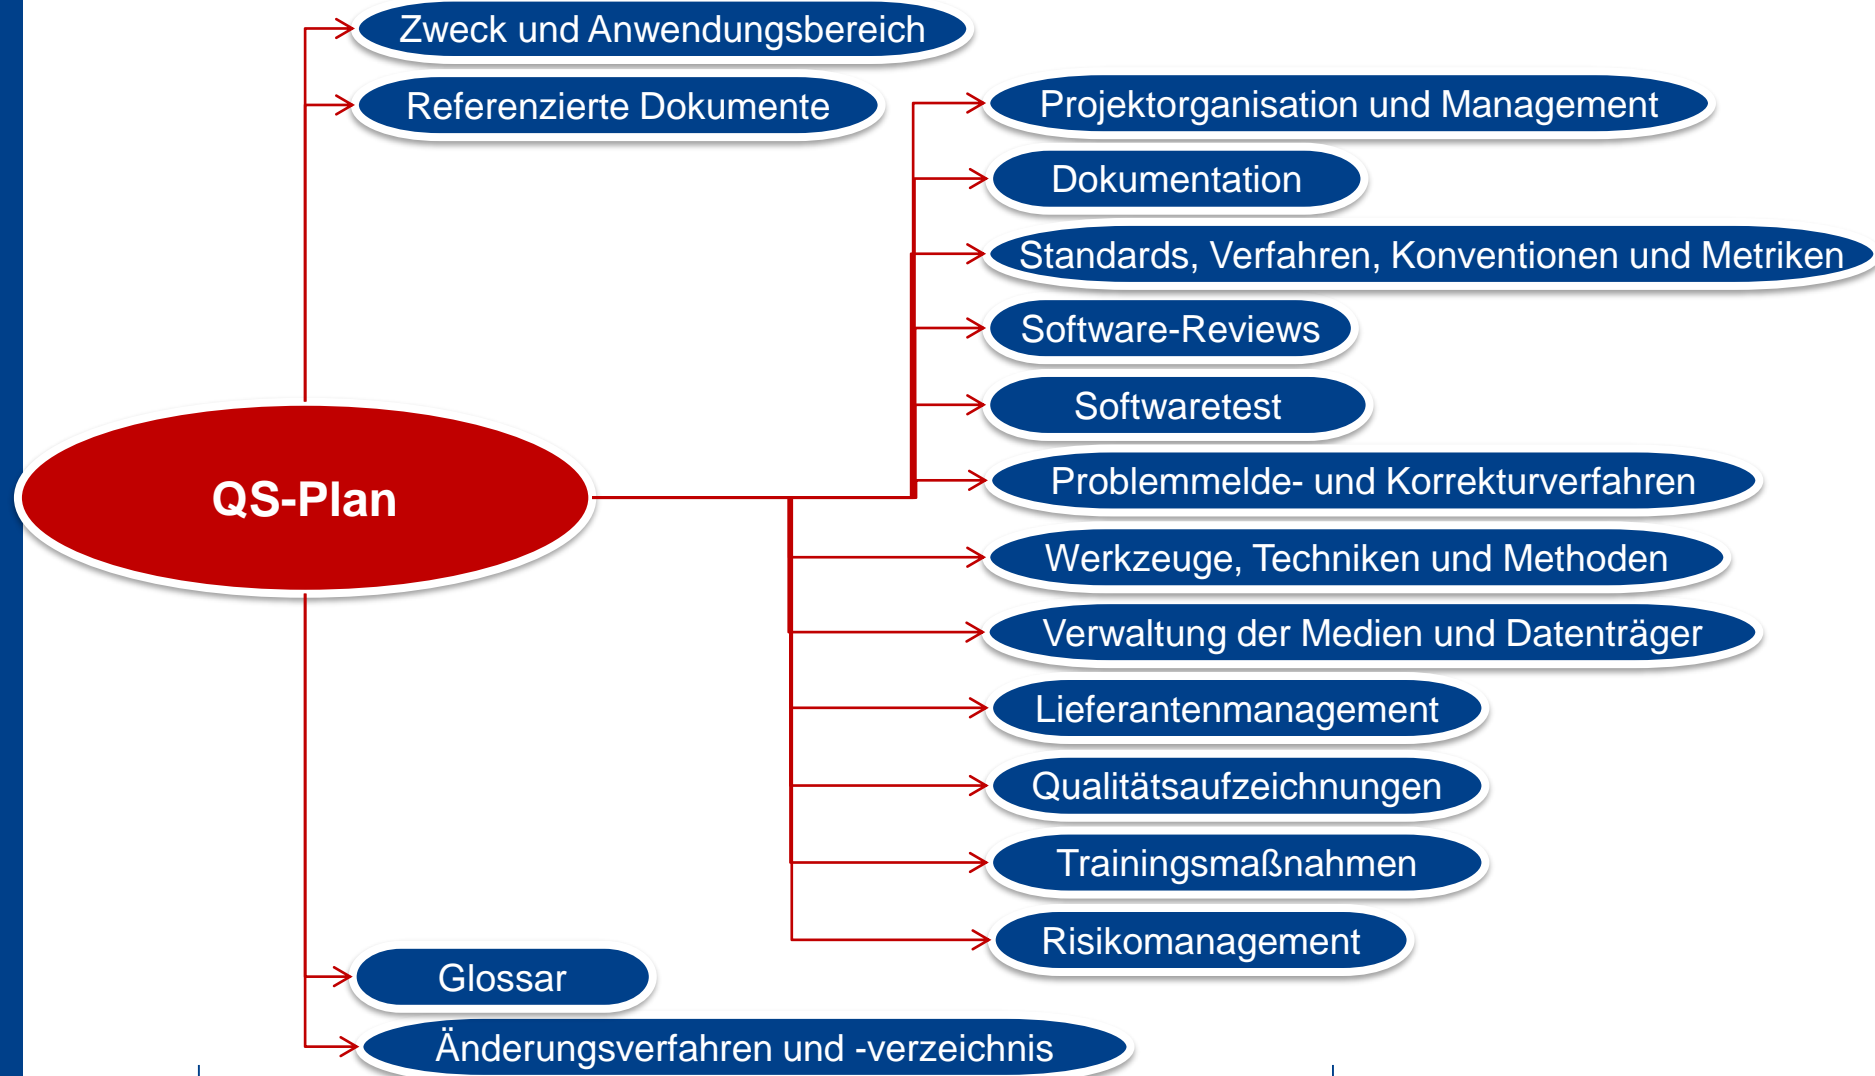 Zweck und Anwendungsbereich
Referenzierte Dokumente
Projektorganisation und Management
Dokumentation
Standards, Verfahren, Konventionen und Metriken
Software-Reviews
Softwaretest
Problemmelde- und Korrekturverfahren
QS-Plan
Werkzeuge, Techniken und Methoden
Verwaltung der Medien und Datenträger
Lieferantenmanagement
Qualitätsaufzeichnungen
Trainingsmaßnahmen
Risikomanagement
Glossar
Änderungsverfahren und -verzeichnis